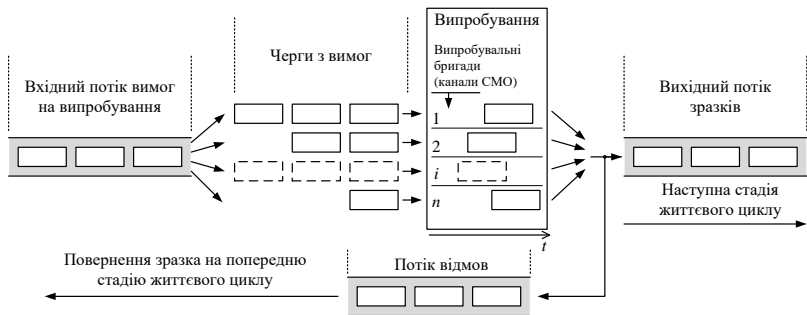 Вхідний потік вимог
на випробування
Черги з вимог
Випробування
Випробувальні
бригади
(канали СМО)
1
2
i
n
t
Вихідний потік
зразків
Наступна стадія
життєвого циклу
Повернення зразка на попередню
стадію життєвого циклу
Потік відмов